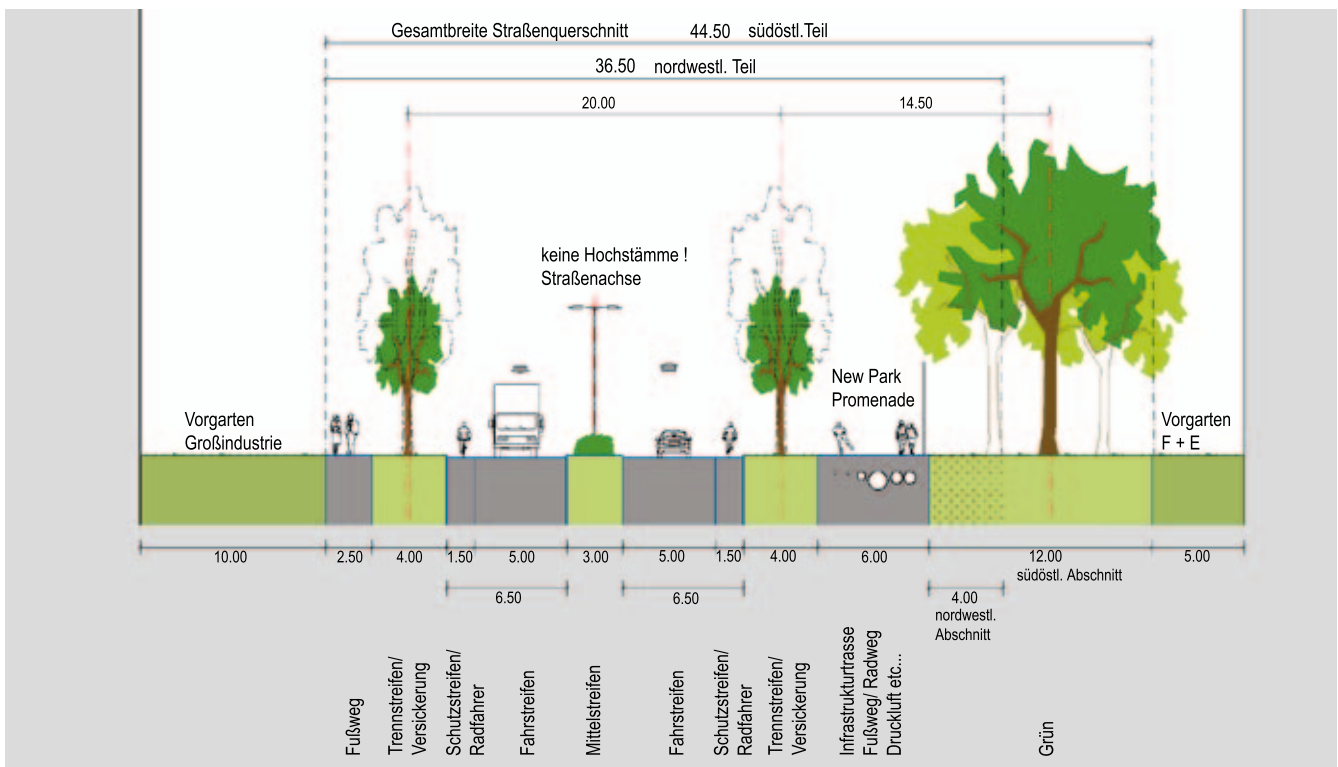 Gesamtbreite Straßenquerschnitt 44.50 südöstl.Teil
36.50 nordwestl. Teil
20.00 14.50
keine Hochstämme !
Straßenachse
New Park
Promenade
Vorgarten
Großindustrie
Vorgarten
F + E
10.00 2.50 4.00 1.50 5.00 3.00 5.00 1.50 4.00 6.00 12.00 5.00
südöstl. Abschnitt
6.50 6.50 4.00
nordwestl.
Abschnitt
Fußweg
Trennstreifen/
Versickerung
Schutzstreifen/
Radfahrer
Fahrstreifen
Mittelstreifen
Fahrstreifen
Schutzstreifen/
Radfahrer
Trennstreifen/
Versickerung
Infrastrukturtrasse
Fußweg/ Radweg
Druckluft etc...
Grün